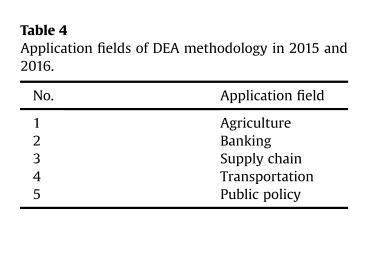 Table 4
Application fields of DEA methodology in 2015 and
2016.
No. Application field
1 Agriculture
2 Banking
3 Supply chain
4 Transportation
5 Public policy